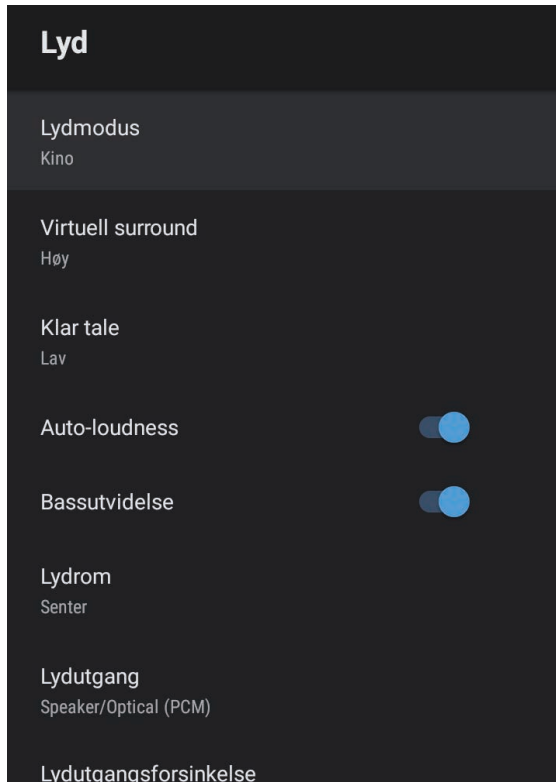 Lyd
Lydmodus
Kino
Virtuell surround
Høy
Klar tale
Lav
Auto-loudness
Bassutvidelse
Lydrom
Senter
Lydutgang
Speaker/Optical (PCM)
Lydutgangsforsinkelse